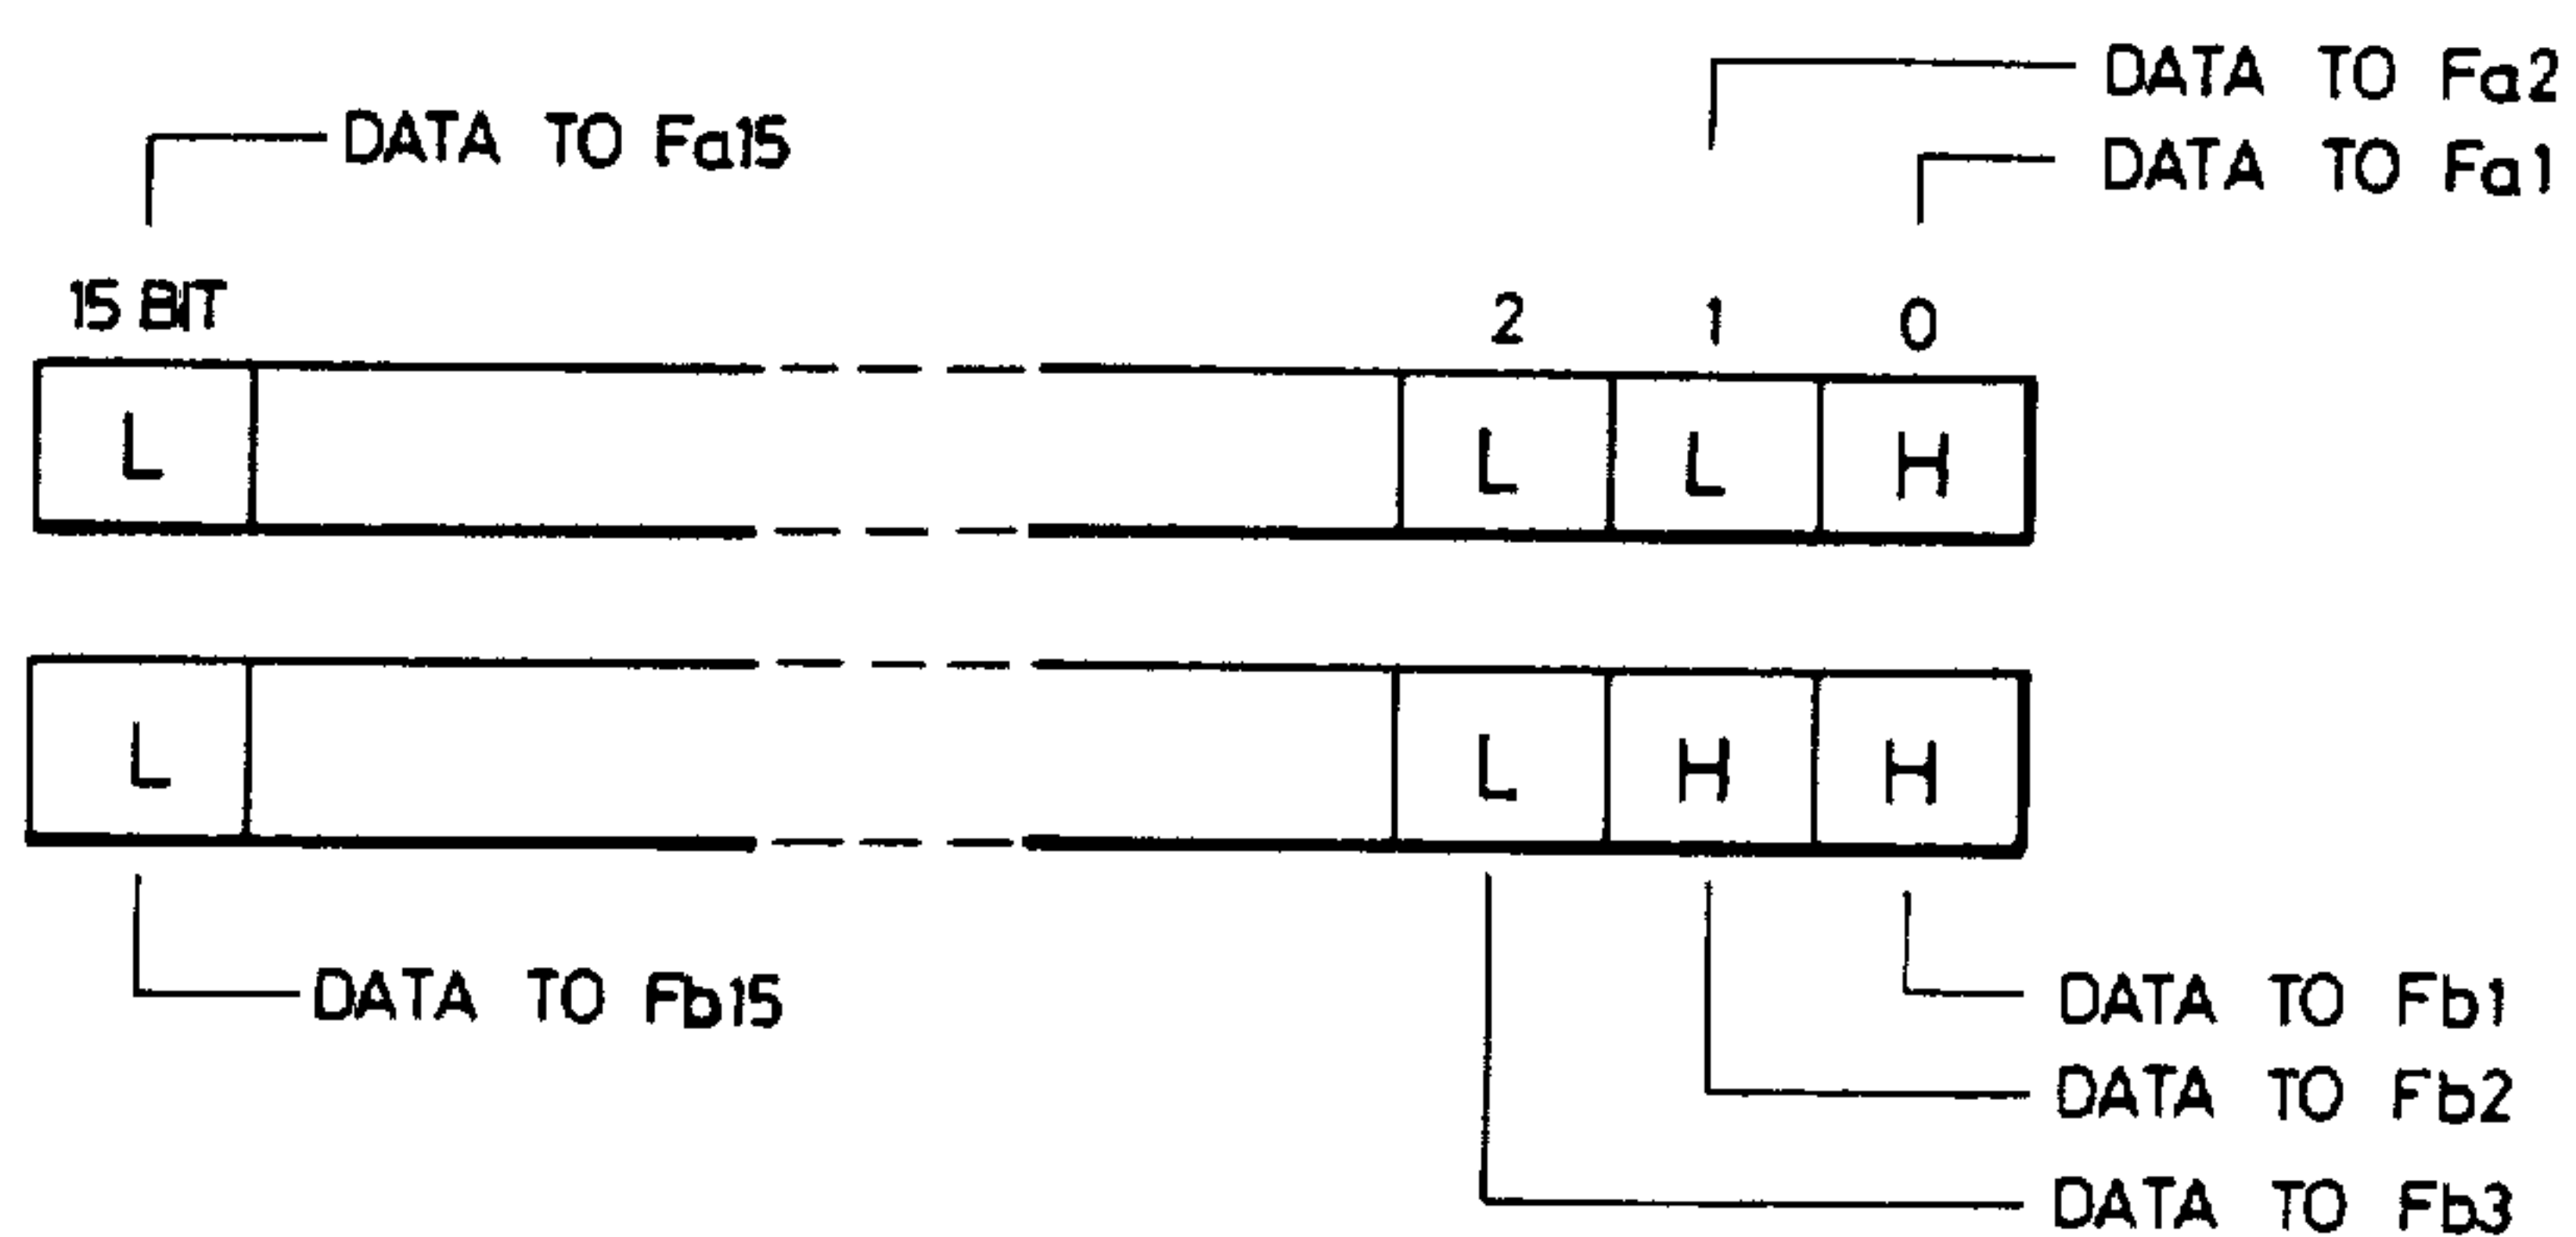 DATA TO Fa2
DATA TO Fa15
DATA TO Fa1
15 BIT 2 1 0
L L L H
L L H H
DATA TO Fb15
DATA TO Fb1
DATA TO Fb2
DATA TO Fb3